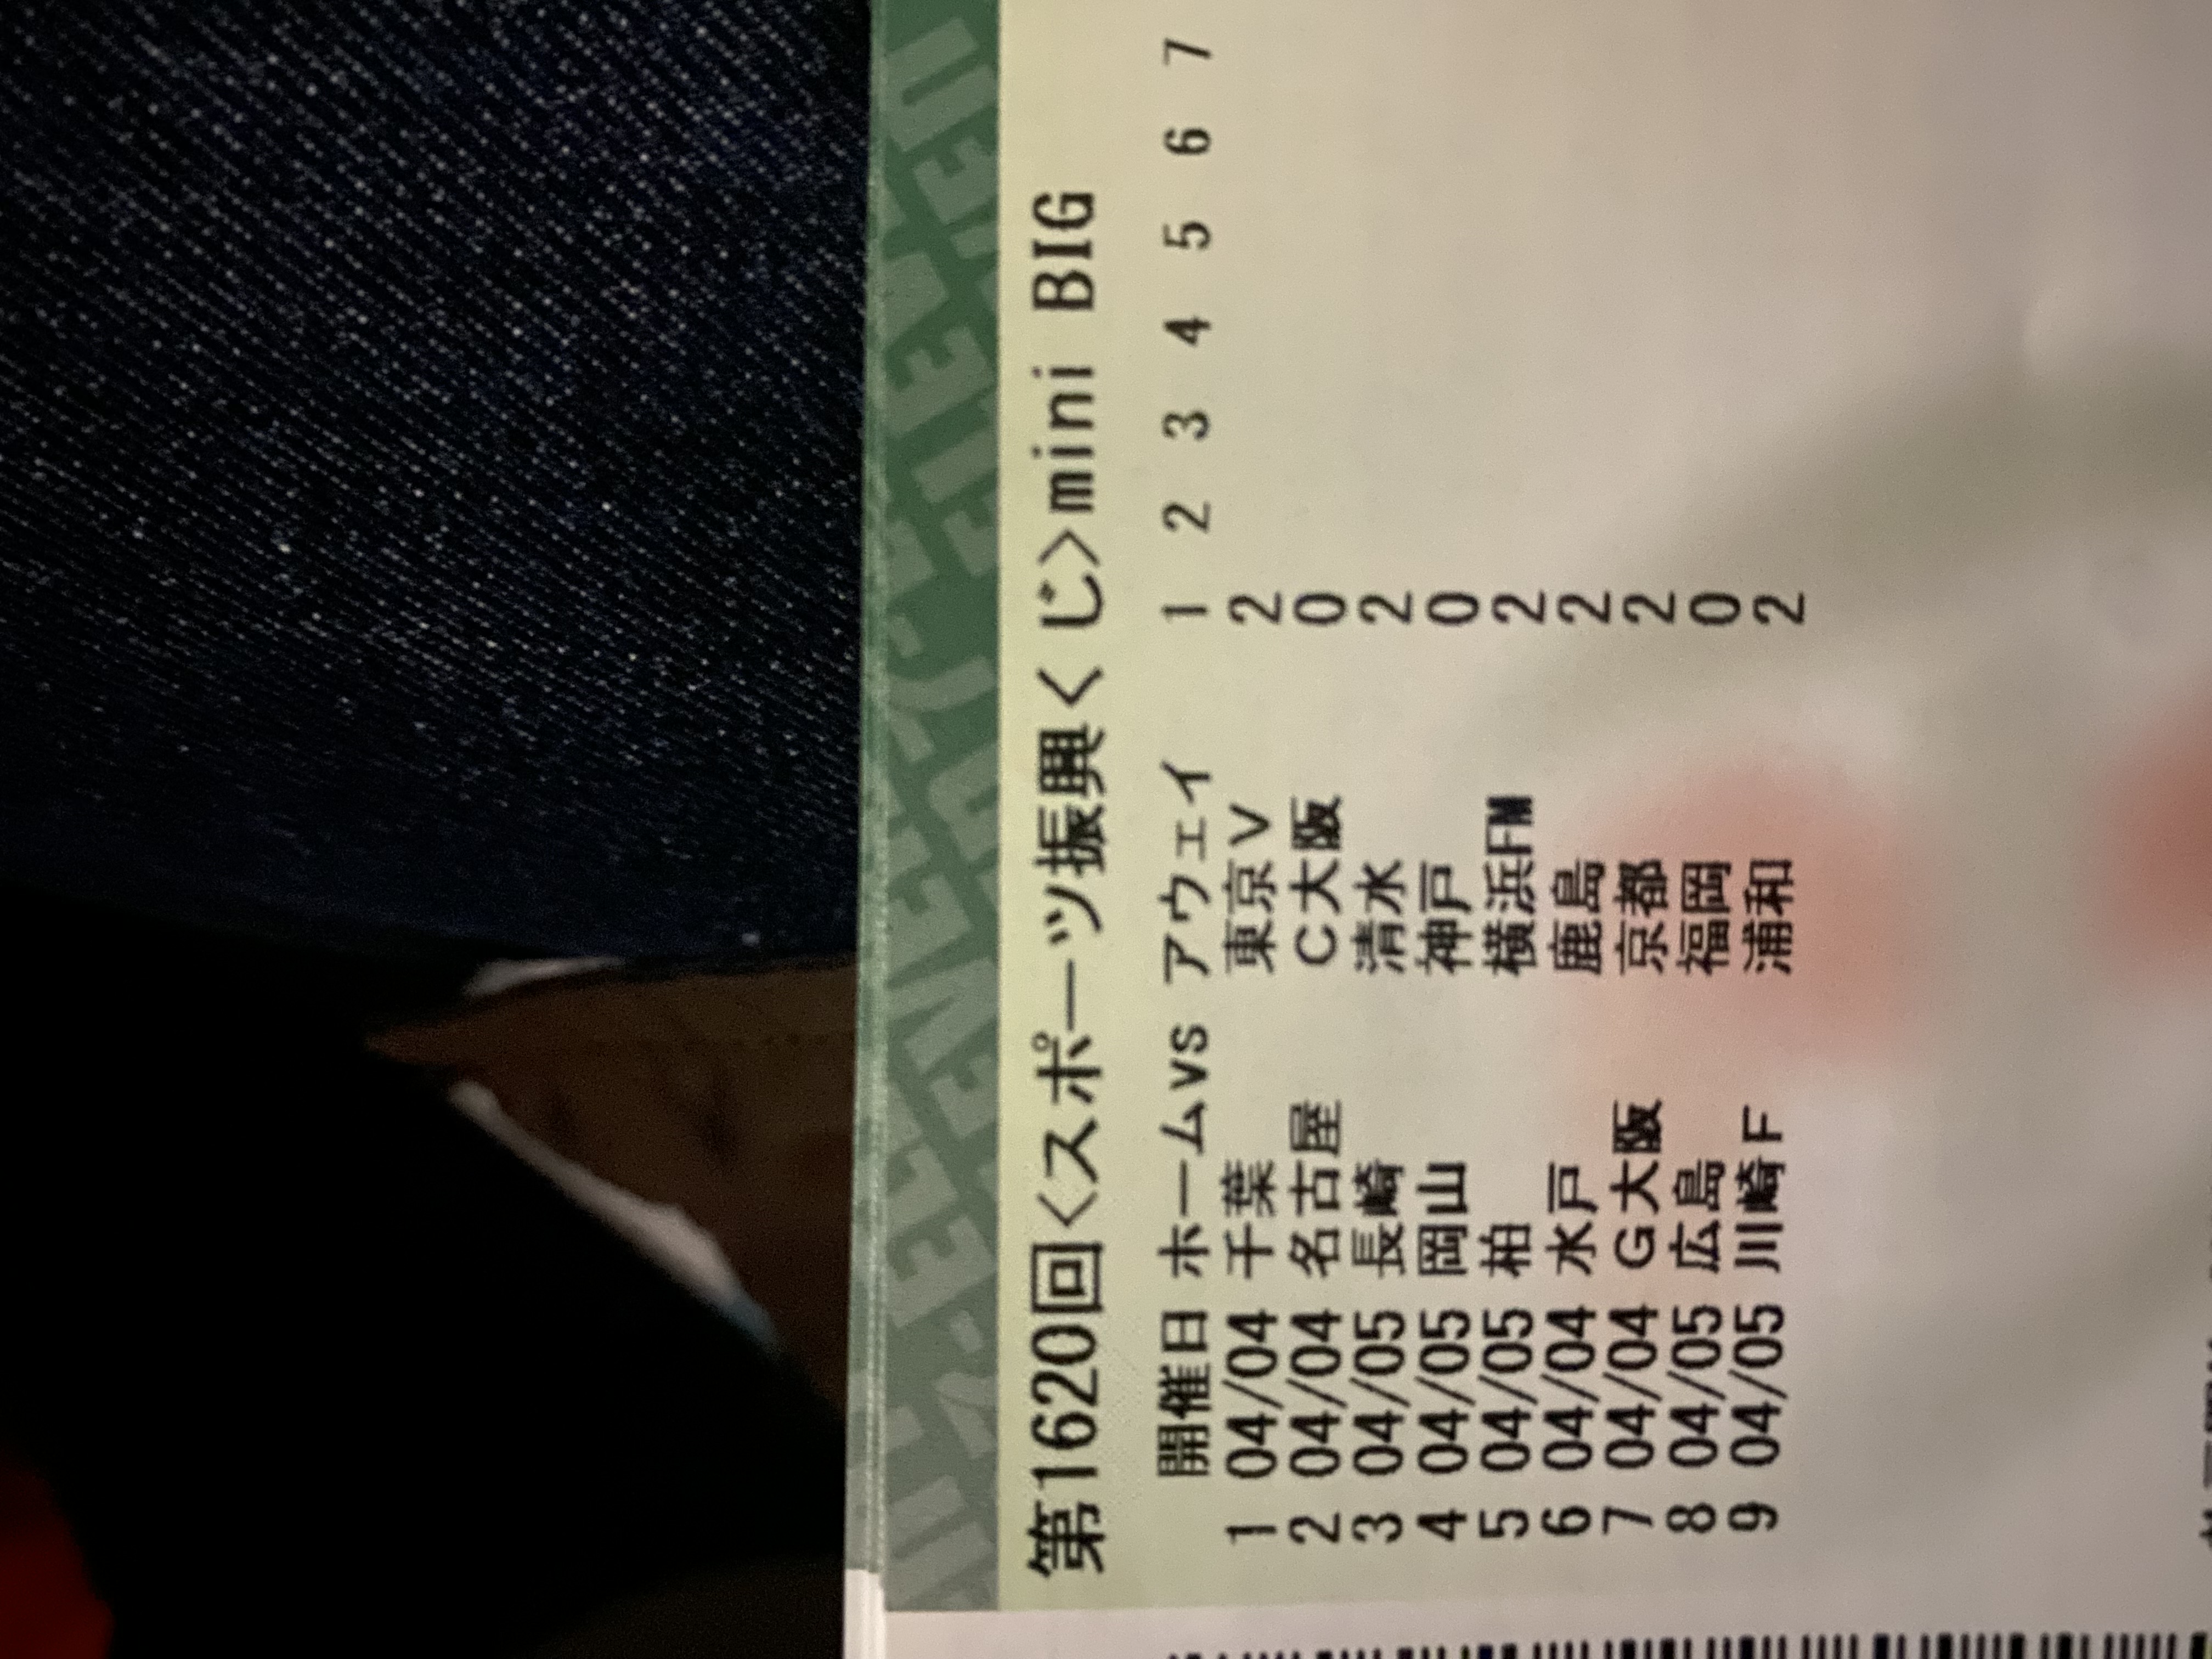 第1620回<スポーツ振興くじ>mini BIG
開催日 ホームvs アウェイ 1 2 3 4 5 6 7
1 04/04 千葉 東京V 2
2 04/04 名古屋 C大阪 0
3 04/05 長崎 清水 2
4 04/05 岡山 神戸 0
5 04/05 柏 横浜FM 2
6 04/04 水戸 鹿島 2
7 04/04 G大阪 京都 2
8 04/05 広島 福岡 0
9 04/05 川崎F 浦和 2